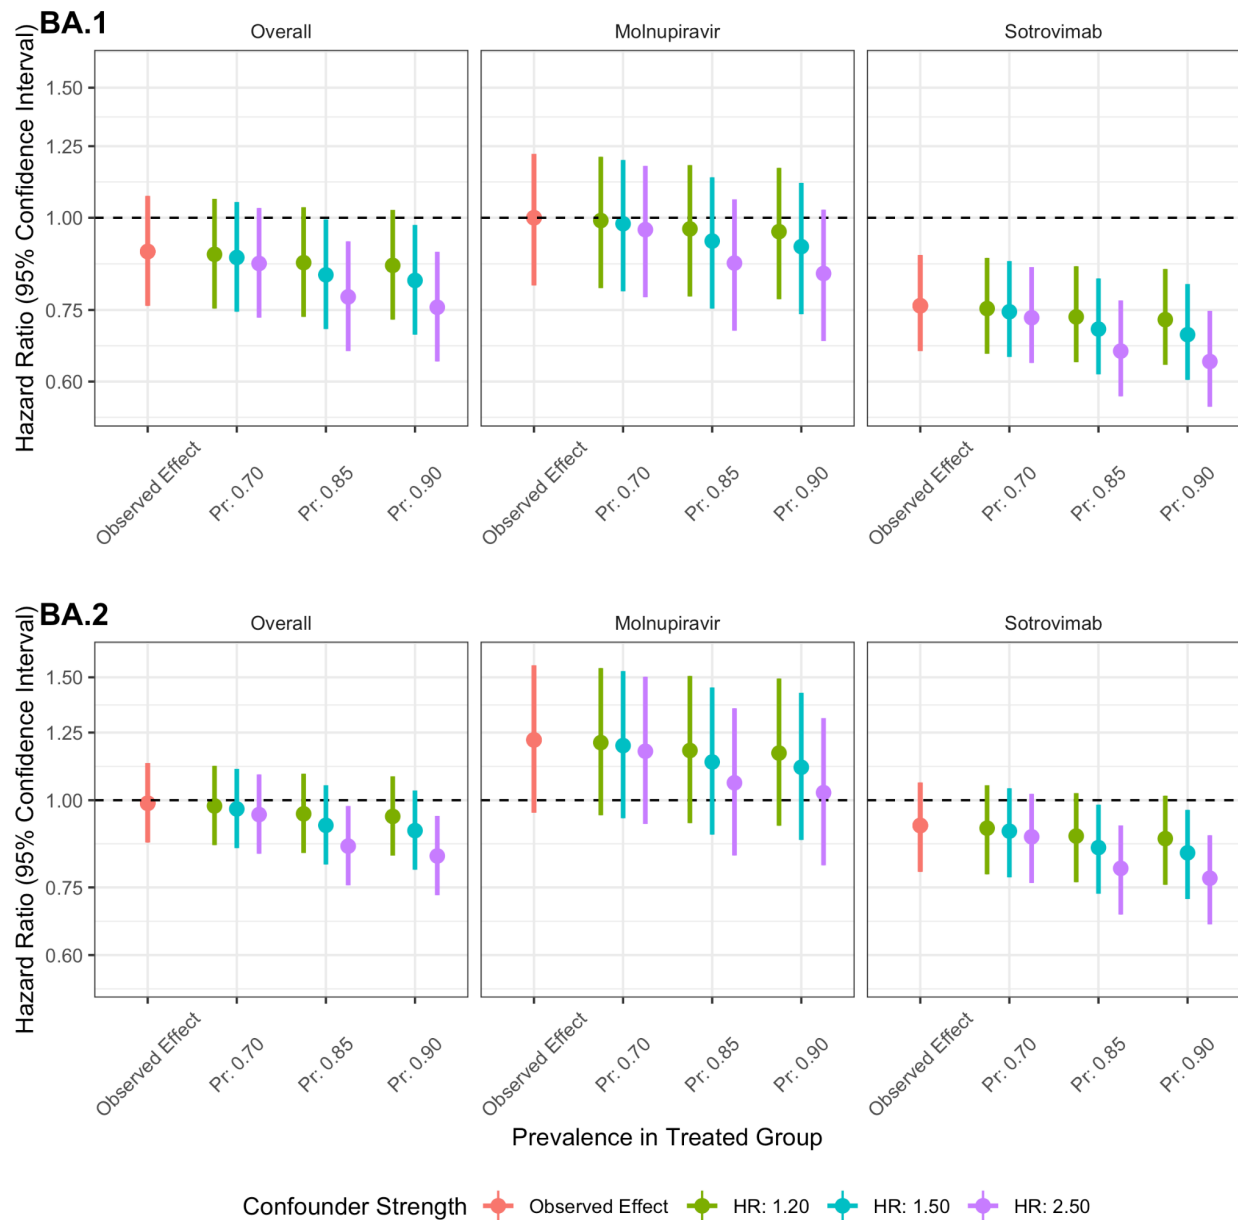 BA.1
Overall
Molnupiravir
Sotrovimab
Hazard Ratio (95% Confidence Interval)
1.50
1.25
1.00
0.75
0.60
Observed Effect
Pr: 0.70
Pr: 0.85
Pr: 0.90
Observed Effect
Pr: 0.70
Pr: 0.85
Pr: 0.90
Observed Effect
Pr: 0.70
Pr: 0.85
Pr: 0.90
BA.2
Overall
Molnupiravir
Sotrovimab
Hazard Ratio (95% Confidence Interval)
1.50
1.25
1.00
0.75
0.60
Observed Effect
Pr: 0.70
Pr: 0.85
Pr: 0.90
Observed Effect
Pr: 0.70
Pr: 0.85
Pr: 0.90
Observed Effect
Pr: 0.70
Pr: 0.85
Pr: 0.90
Prevalence in Treated Group
Confounder Strength Observed Effect HR: 1.20 HR: 1.50 HR: 2.50